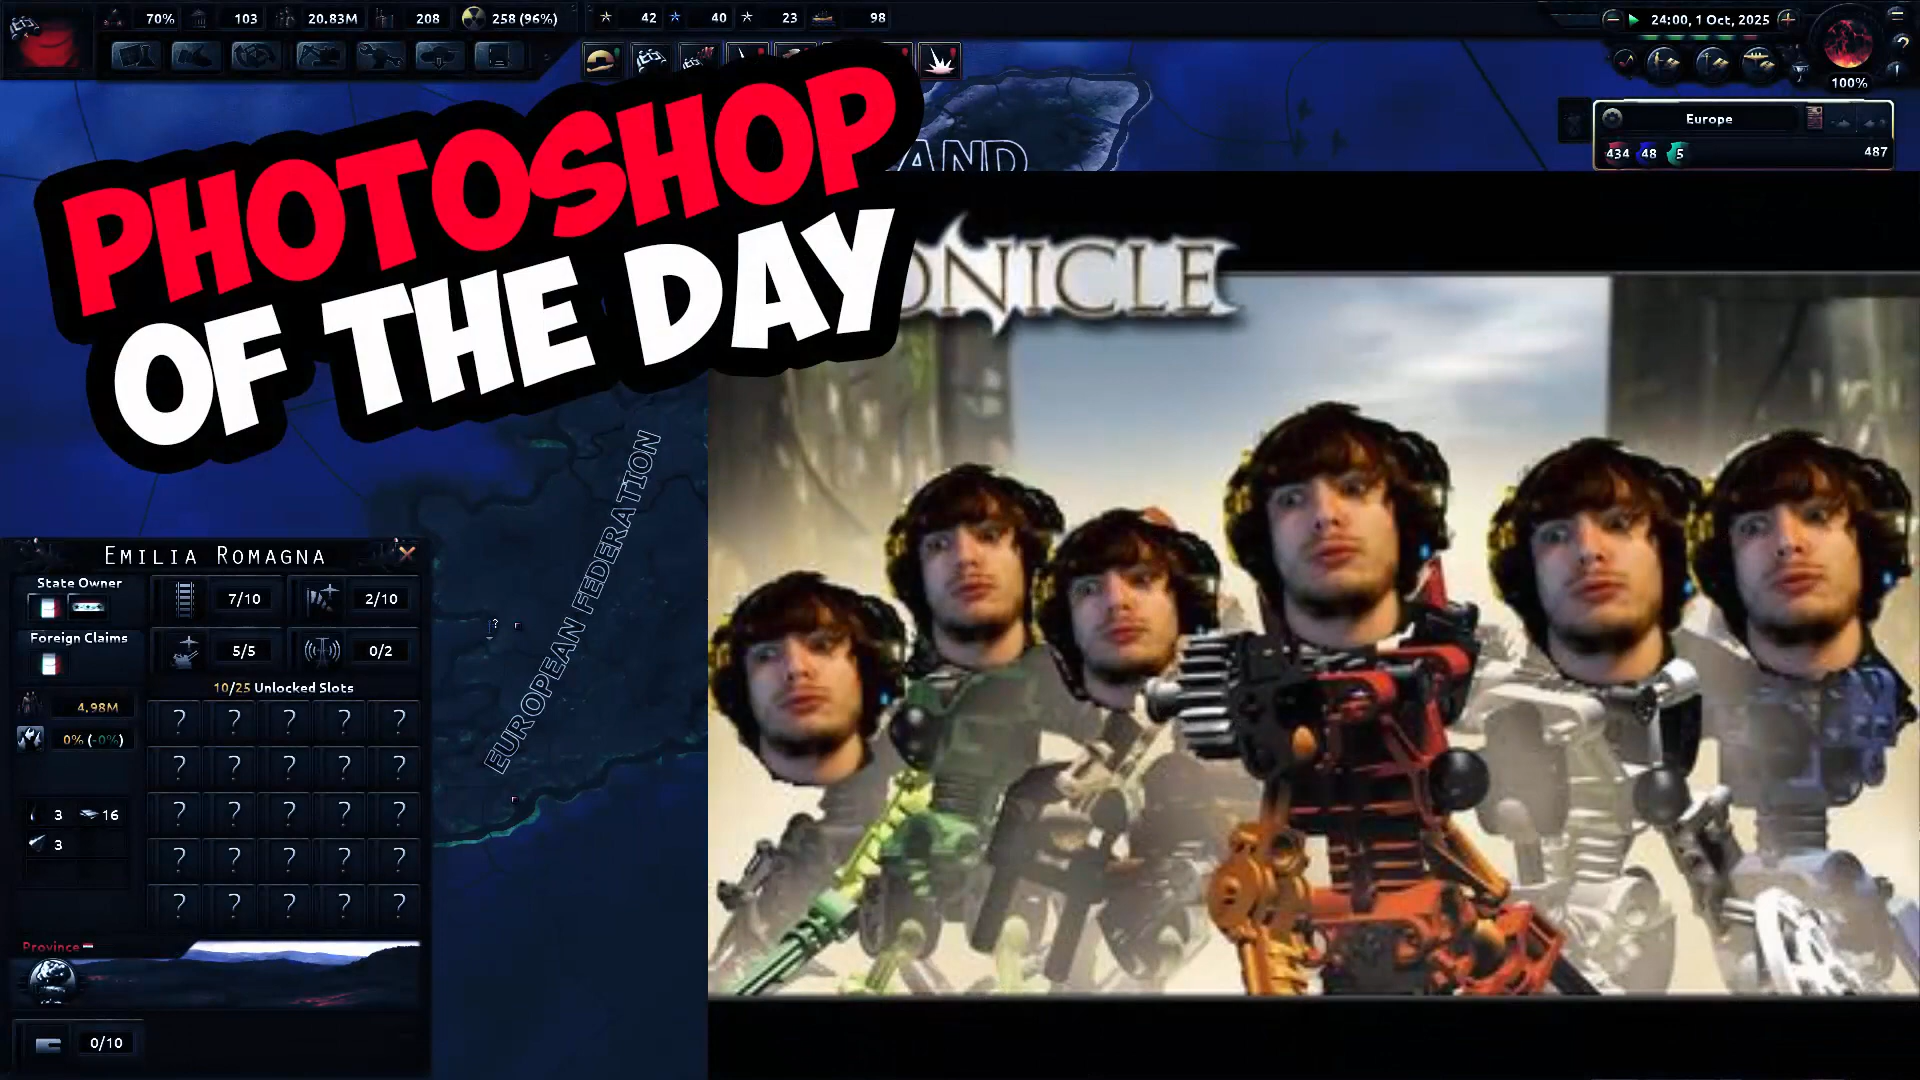 70%
103
20,83M
208
258 (96%)
42
40
23
98
24:00, 1 Oct, 2025
100%
Europe
434
48
5
487
AND
PHOTOSHOP
OF THE DAY
ONICLE
EUROPEAN FEDERATION
?
EMILIA ROMAGNA
State Owner
7/10
2/10
Foreign Claims
5/5
0/2
10/25 Unlocked Slots
4,98M
0% (-0%)
? ? ? ? ?
? ? ? ? ?
3
16
? ? ? ? ?
3
? ? ? ? ?
? ? ? ? ?
Province
0/10